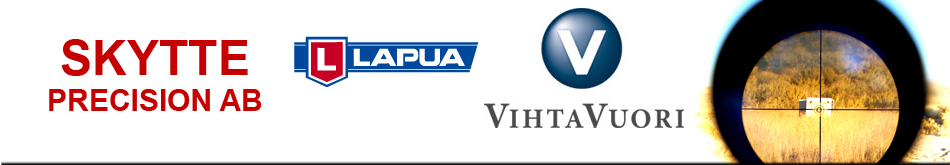 SKYTTE
PRECISION AB
L LAPUA
V
VIHTAVUORI